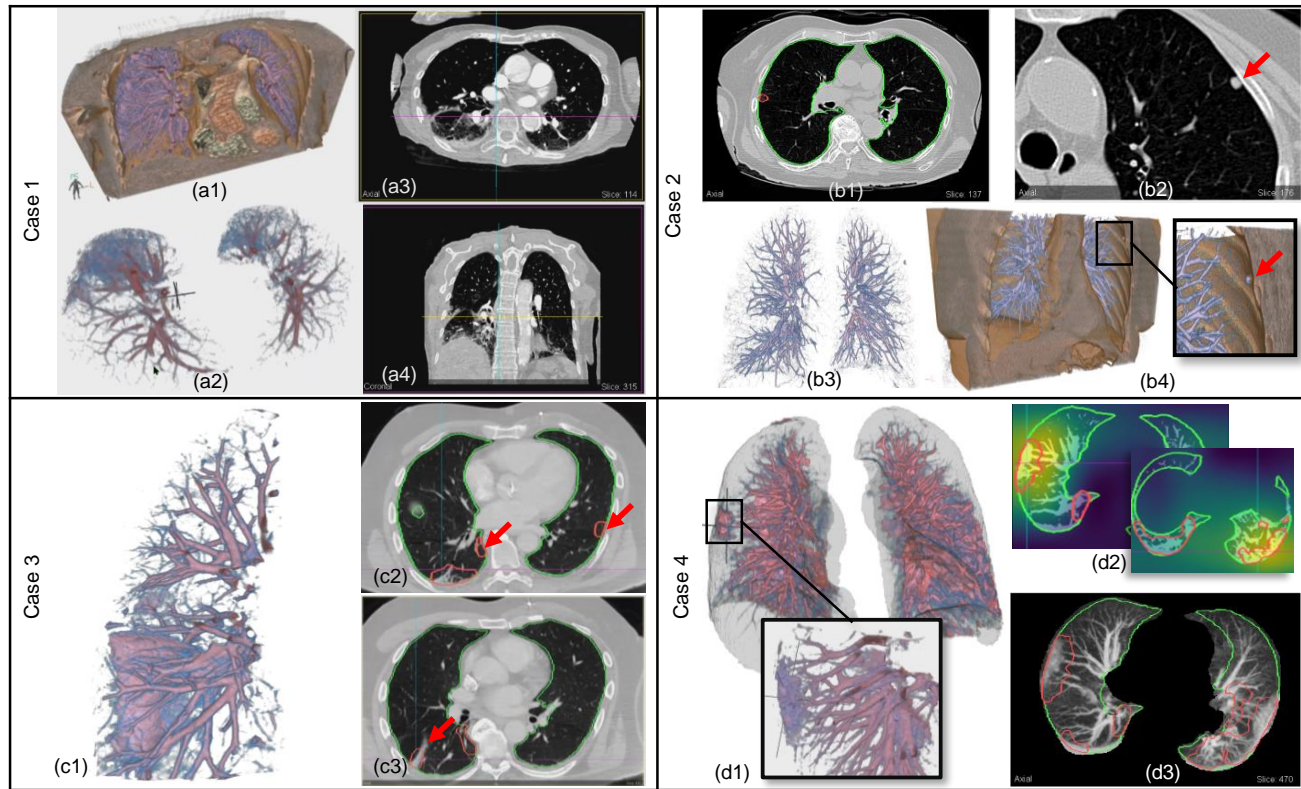 Case 1
(a1)
Axial
(a3)
Slice: 114
(a2)
Coronal
(a4)
Slice: 315
Case 2
Axial
(b1)
Slice: 137
Axial
(b2)
Slice: 176
(b3)
(b4)
Case 3
(c1)
(c2)
(c3)
Case 4
(d1)
(d2)
Axial
(d3)
Slice: 470